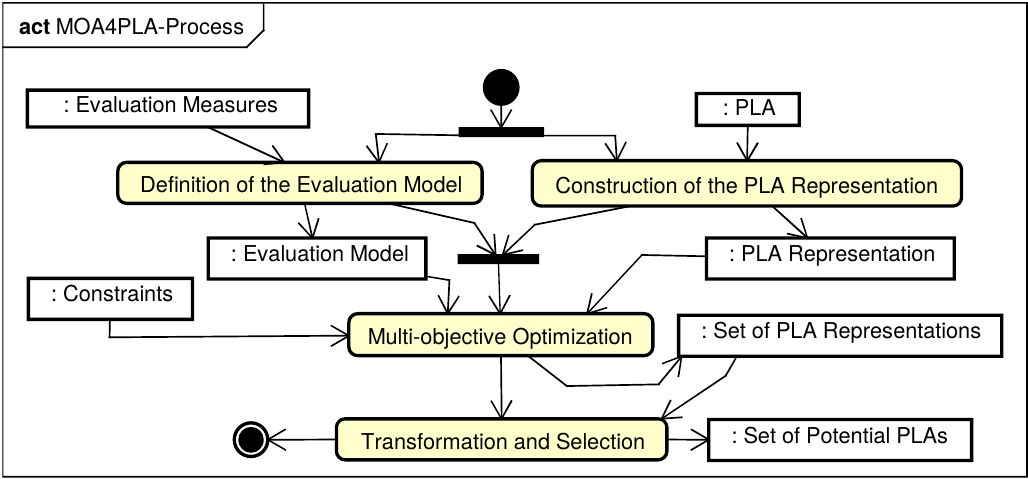 act MOA4PLA-Process
: Evaluation Measures
: PLA
Definition of the Evaluation Model
Construction of the PLA Representation
: Evaluation Model
: PLA Representation
: Constraints
Multi-objective Optimization
: Set of PLA Representations
Transformation and Selection
: Set of Potential PLAs